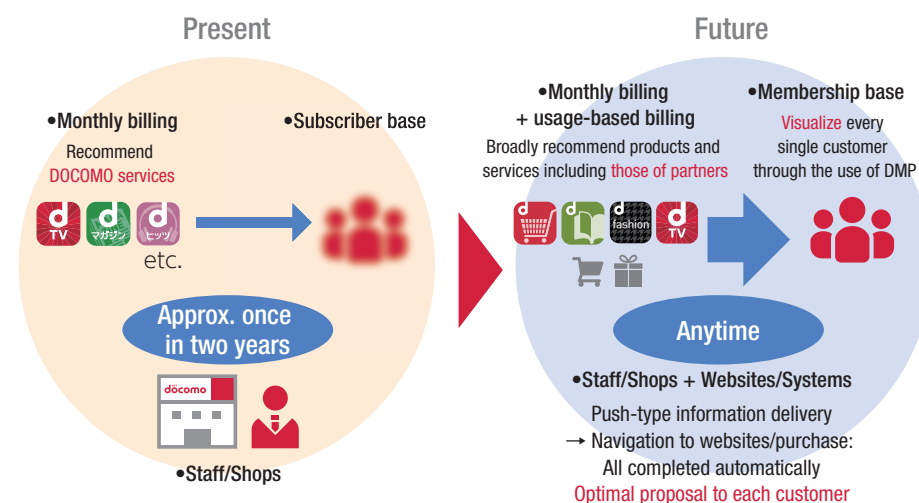 Present
•Monthly billing
Recommend
DOCOMO services
•Subscriber base
d
TV
d
マガジン
d
ヒッツ
etc.
Approx. once
in two years
döcomo
•Staff/Shops
Future
•Monthly billing
+ usage-based billing
Broadly recommend products and
services including those of partners
•Membership base
Visualize every
single customer
through the use of DMP
d
d
d
fashion
d
TV
Anytime
•Staff/Shops + Websites/Systems
Push-type information delivery
→ Navigation to websites/purchase:
All completed automatically
Optimal proposal to each customer